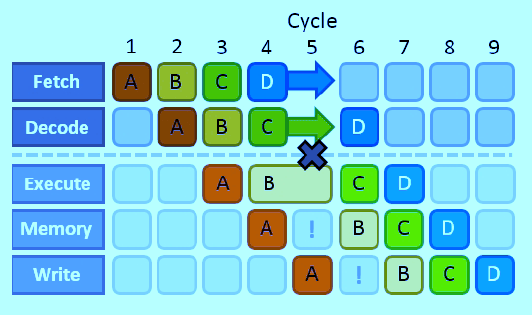 Cycle
1 2 3 4 5 6 7 8 9
Fetch A B C D
Decode A B C D
Execute A B C D
Memory A ! B C D
Write A ! B C D